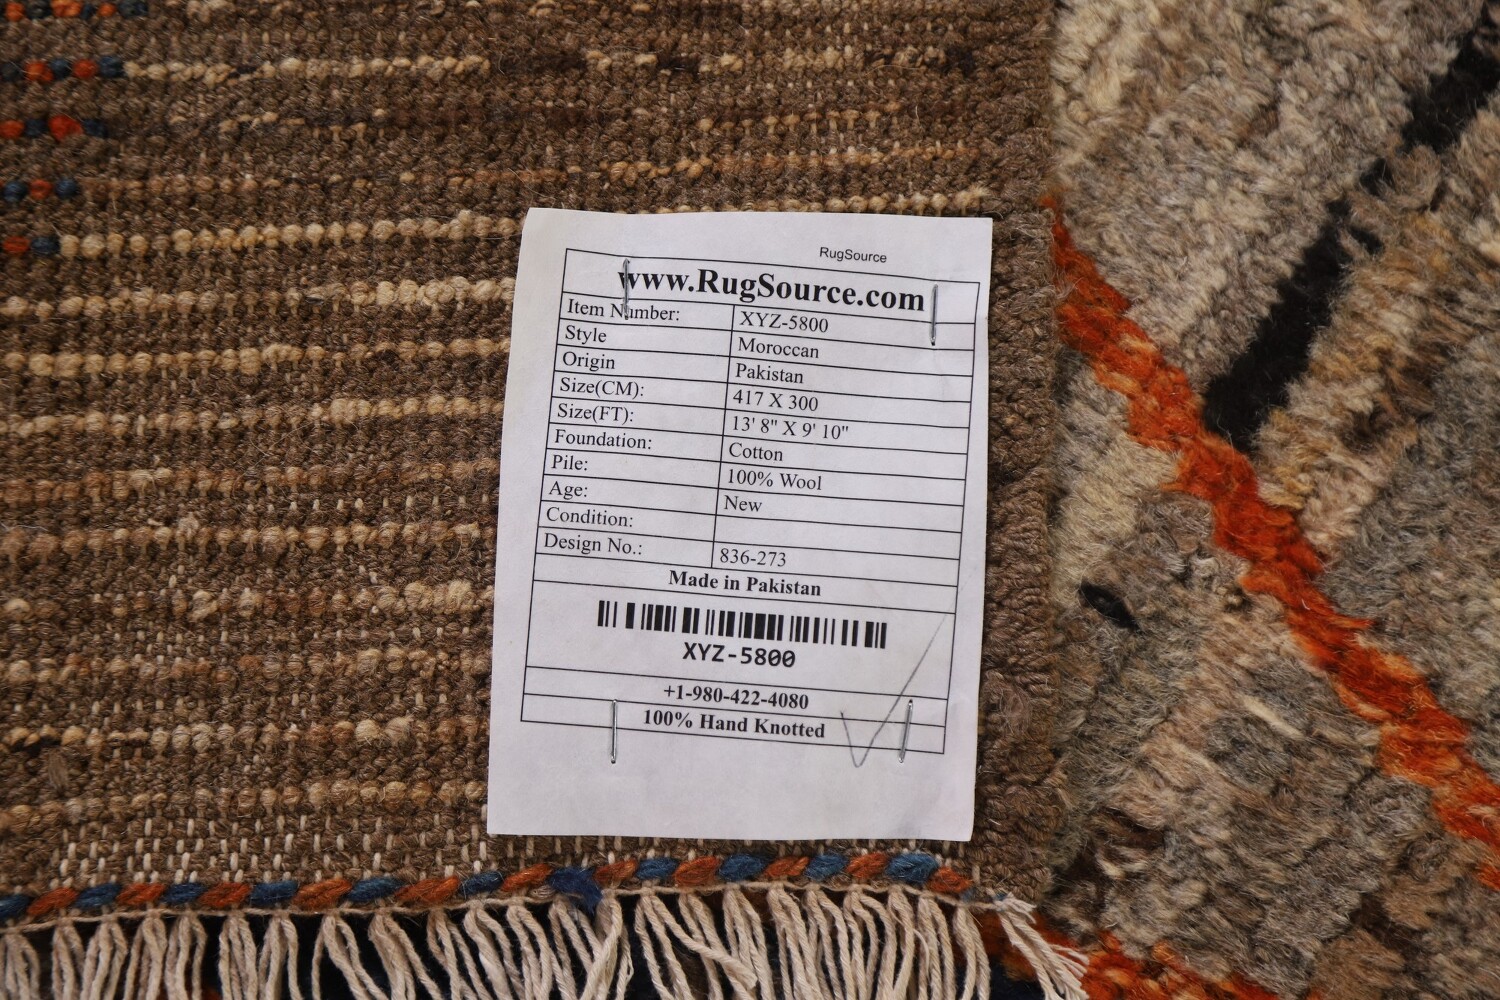 RugSource
www.RugSource.com
Item Number: XYZ-5800
Style Moroccan
Origin Pakistan
Size(CM): 417 X 300
Size(FT): 13' 8" X 9' 10"
Foundation: Cotton
Pile: 100% Wool
Age: New
Condition:
Design No.: 836-273
Made in Pakistan
XYZ-5800
+1-980-422-4080
100% Hand Knotted